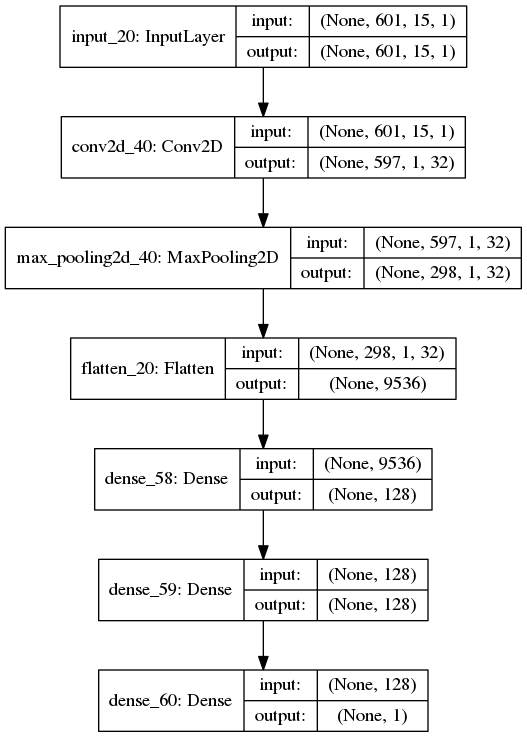 input_20: InputLayer
input: (None, 601, 15, 1)
output: (None, 601, 15, 1)
conv2d_40: Conv2D
input: (None, 601, 15, 1)
output: (None, 597, 1, 32)
max_pooling2d_40: MaxPooling2D
input: (None, 597, 1, 32)
output: (None, 298, 1, 32)
flatten_20: Flatten
input: (None, 298, 1, 32)
output: (None, 9536)
dense_58: Dense
input: (None, 9536)
output: (None, 128)
dense_59: Dense
input: (None, 128)
output: (None, 128)
dense_60: Dense
input: (None, 128)
output: (None, 1)